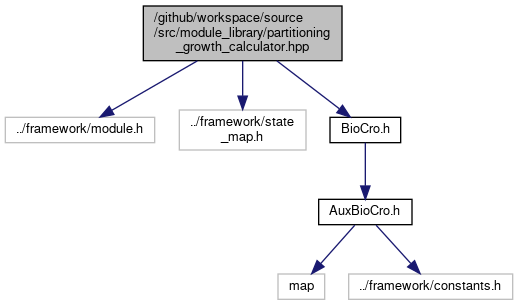 /github/workspace/source
/src/module_library/partitioning
_growth_calculator.hpp
../framework/module.h
../framework/state
_map.h
BioCro.h
AuxBioCro.h
map
../framework/constants.h